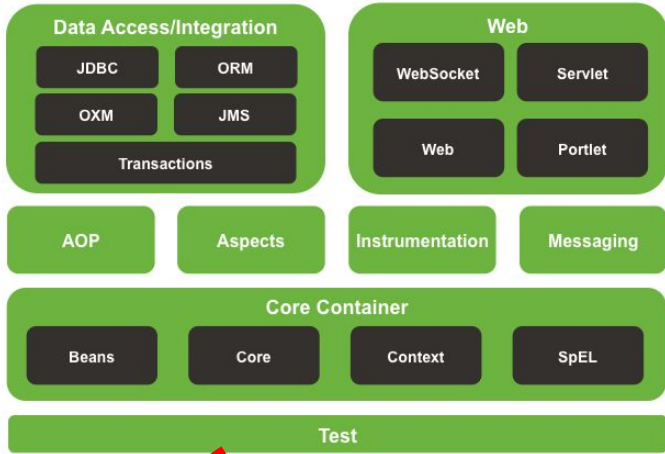 Data Access/Integration
JDBC
ORM
OXM
JMS
Transactions
Web
WebSocket
Servlet
Web
Portlet
AOP
Aspects
Instrumentation
Messaging
Core Container
Beans
Core
Context
SpEL
Test